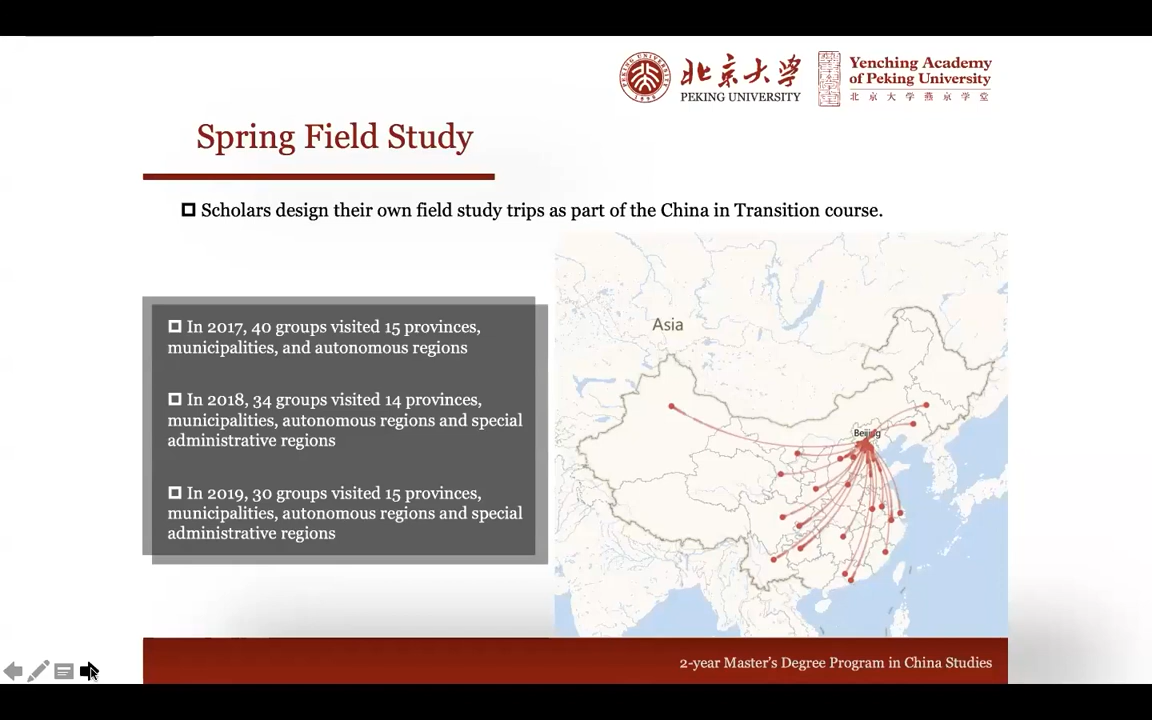 PEKING UNIVERSITY
1898
北京大学
PEKING UNIVERSITY
Yenching Academy
of Peking University
北京大学燕京学堂
Spring Field Study
Scholars design their own field study trips as part of the China in Transition course.
In 2017, 40 groups visited 15 provinces,
municipalities, and autonomous regions
In 2018, 34 groups visited 14 provinces,
municipalities, autonomous regions and special
administrative regions
In 2019, 30 groups visited 15 provinces,
municipalities, autonomous regions and special
administrative regions
Asia
Beijing
2-year Master's Degree Program in China Studies